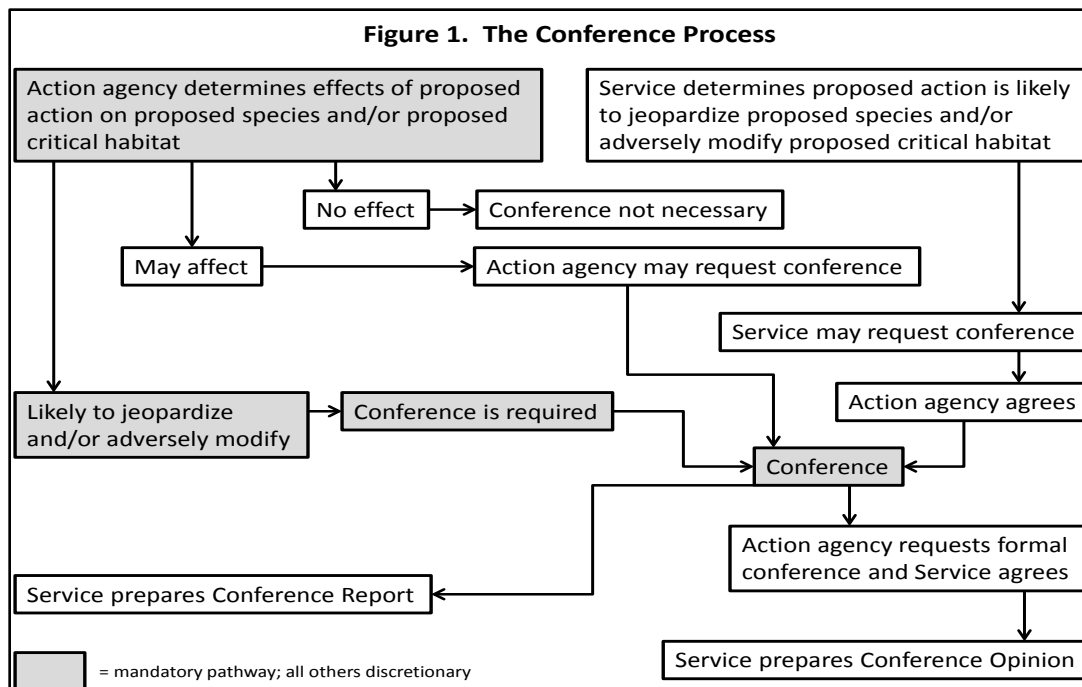 Figure 1.  The Conference Process
Action agency determines effects of proposed
action on proposed species and/or proposed
critical habitat
Service determines proposed action is likely
to jeopardize proposed species and/or
adversely modify proposed critical habitat
No effect
Conference not necessary
May affect
Action agency may request conference
Service may request conference
Likely to jeopardize
and/or adversely modify
Conference is required
Action agency agrees
Conference
Action agency requests formal
conference and Service agrees
Service prepares Conference Report
Service prepares Conference Opinion
= mandatory pathway; all others discretionary